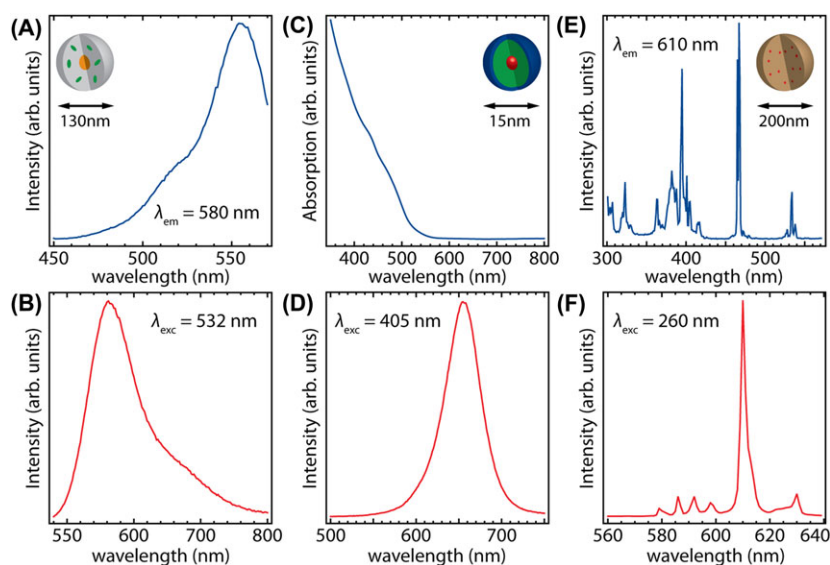 (A)
Intensity (arb. units)
130nm
λem = 580 nm
450 500 550
wavelength (nm)
(C)
Absorption (arb. units)
15nm
400 500 600 700 800
wavelength (nm)
(E)
Intensity (arb. units)
λem = 610 nm
200nm
300 400 500
wavelength (nm)
(B)
Intensity (arb. units)
λexc = 532 nm
530 600 700 800
wavelength (nm)
(D)
Intensity (arb. units)
λexc = 405 nm
500 600 700
wavelength (nm)
(F)
Intensity (arb. units)
λexc = 260 nm
560 580 600 620 640
wavelength (nm)